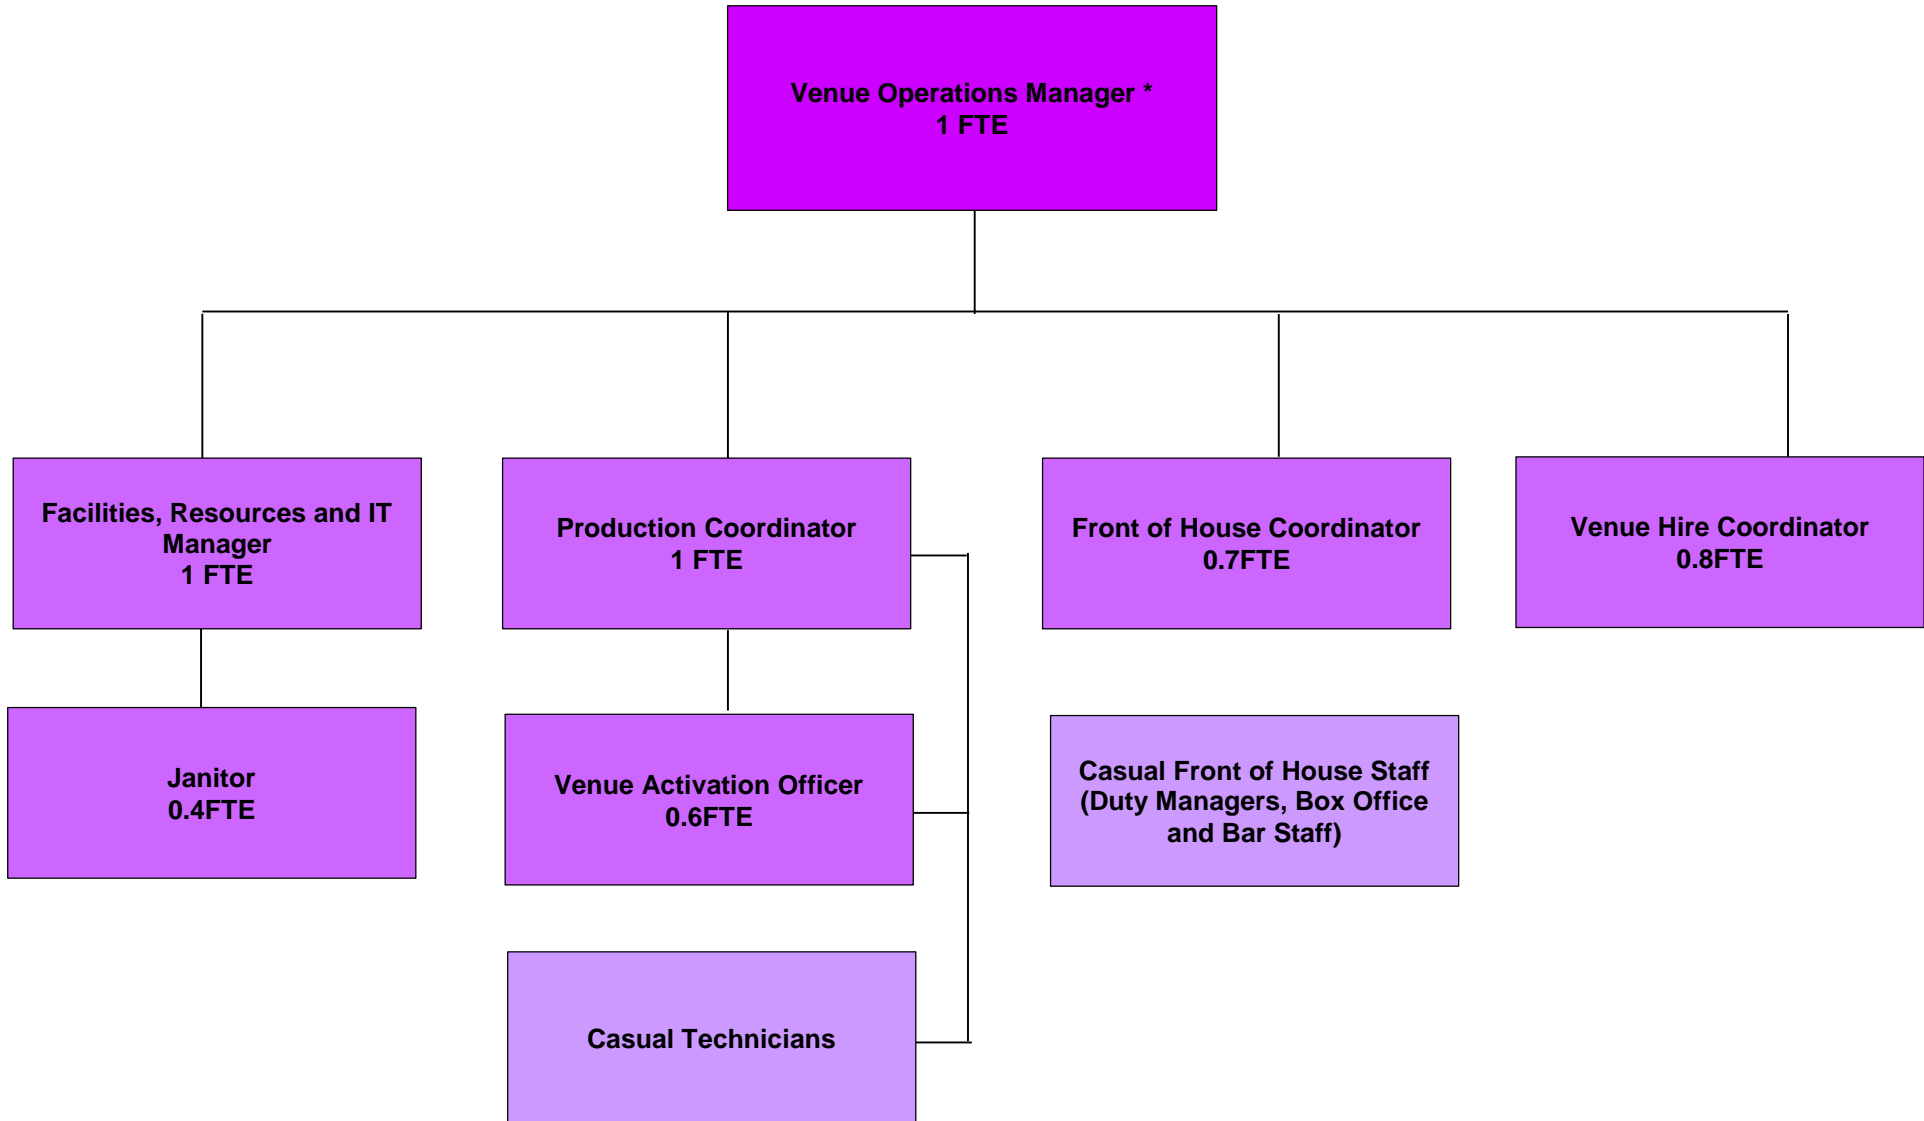 Venue Operations Manager *
1 FTE
Facilities, Resources and IT
Manager
1 FTE
Production Coordinator
1 FTE
Front of House Coordinator
0.7FTE
Venue Hire Coordinator
0.8FTE
Janitor
0.4FTE
Venue Activation Officer
0.6FTE
Casual Front of House Staff
(Duty Managers, Box Office
and Bar Staff)
Casual Technicians